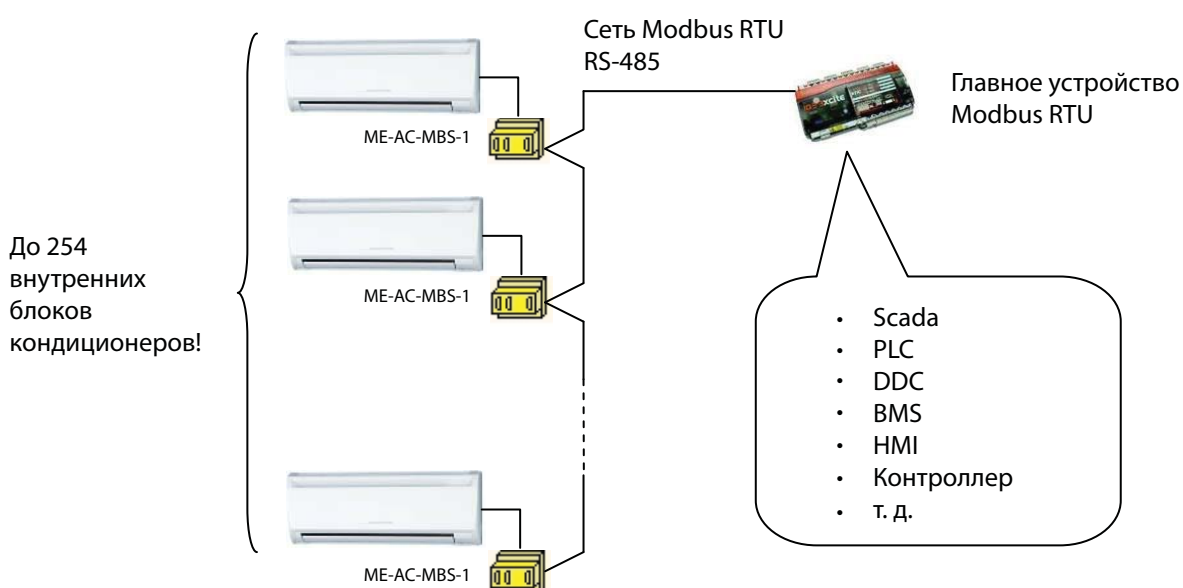 Сеть Modbus RTU
RS-485
Главное устройство
Modbus RTU
ME-AC-MBS-1
До 254
внутренних
блоков
кондиционеров!
ME-AC-MBS-1
xcite
• Scada
• PLC
• DDC
• BMS
• HMI
• Контроллер
• т. д.
ME-AC-MBS-1